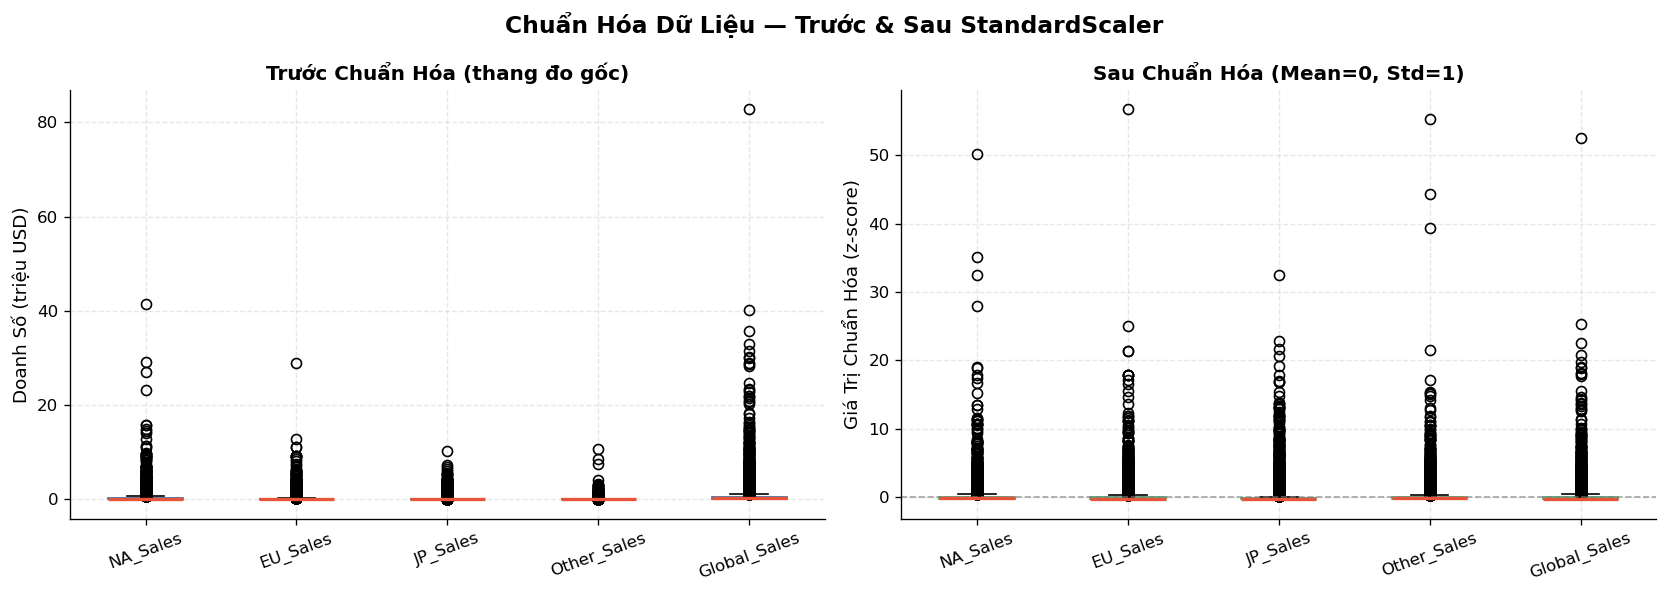 Chuẩn Hóa Dữ Liệu — Trước & Sau StandardScaler
Trước Chuẩn Hóa (thang đo gốc)
Doanh Số (triệu USD)
80
60
40
20
0
NA_Sales
EU_Sales
JP_Sales
Other_Sales
Global_Sales
Sau Chuẩn Hóa (Mean=0, Std=1)
Giá Trị Chuẩn Hóa (z-score)
50
40
30
20
10
0
NA_Sales
EU_Sales
JP_Sales
Other_Sales
Global_Sales